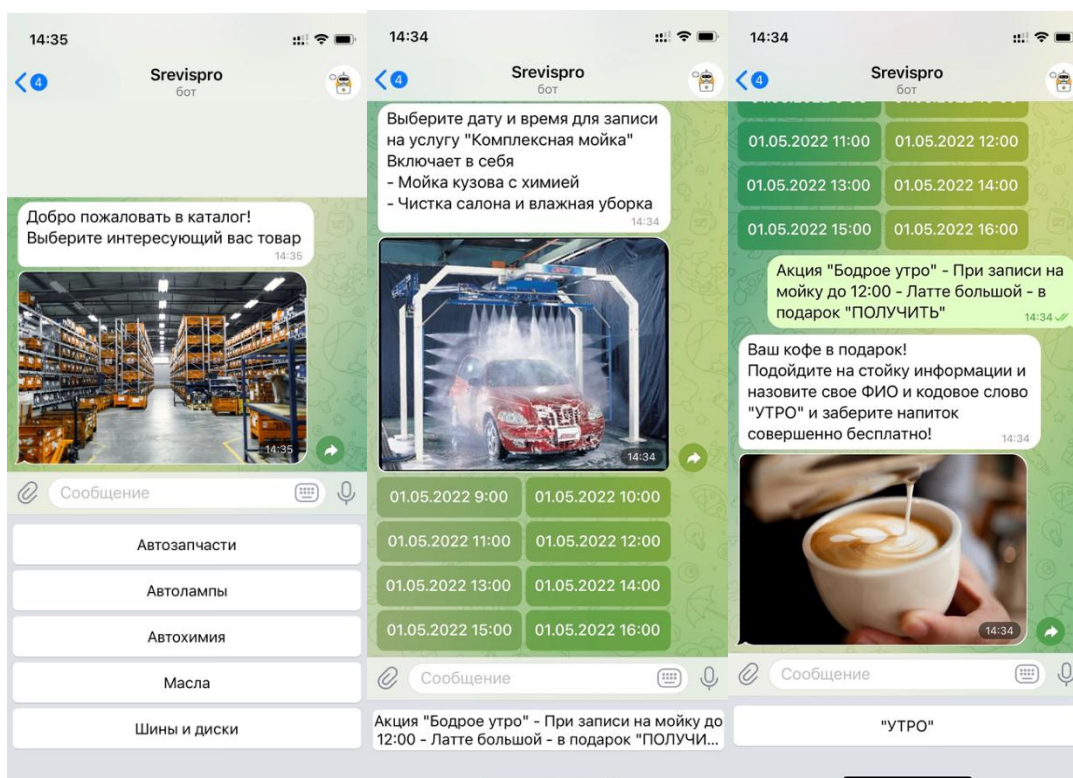 14:35
4
Srevispro
бот
Добро пожаловать в каталог!
Выберите интересующий вас товар
14:35
14:35
Сообщение
Автозапчасти
Автолампы
Автохимия
Масла
Шины и диски
14:34
4
Srevispro
бот
Выберите дату и время для записи
на услугу "Комплексная мойка"
Включает в себя
- Мойка кузова с химией
- Чистка салона и влажная уборка
14:34
14:34
01.05.2022 9:00 01.05.2022 10:00
01.05.2022 11:00 01.05.2022 12:00
01.05.2022 13:00 01.05.2022 14:00
01.05.2022 15:00 01.05.2022 16:00
Сообщение
Акция "Бодрое утро" - При записи на мойку до
12:00 - Латте большой - в подарок "ПОЛУЧИ...
14:34
4
Srevispro
бот
01.05.2022 11:00 01.05.2022 12:00
01.05.2022 13:00 01.05.2022 14:00
01.05.2022 15:00 01.05.2022 16:00
Акция "Бодрое утро" - При записи на
мойку до 12:00 - Латте большой - в
подарок "ПОЛУЧИТЬ"
14:34
Ваш кофе в подарок!
Подойдите на стойку информации и
назовите свое ФИО и кодовое слово
"УТРО" и заберите напиток
совершенно бесплатно!
14:34
14:34
Сообщение
"УТРО"